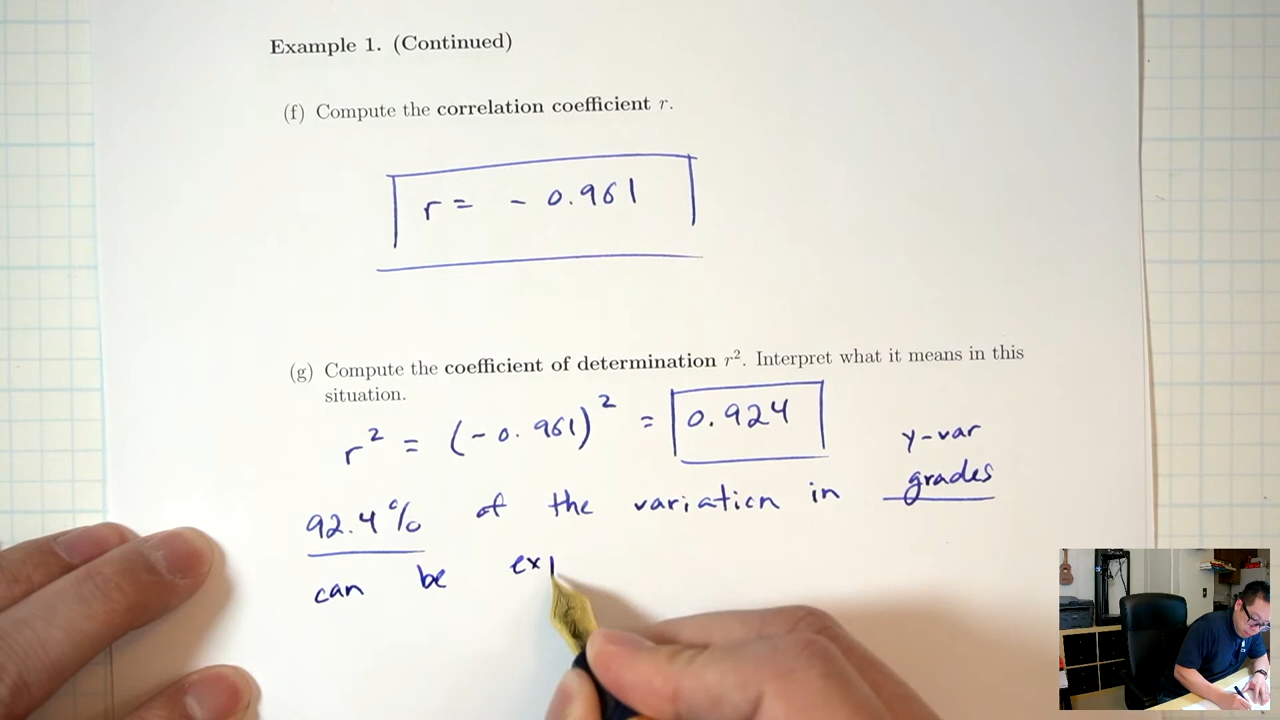 Example 1. (Continued)
(f) Compute the correlation coefficient r.
r = - 0.961
(g) Compute the coefficient of determination r². Interpret what it means in this
situation.
r² = (-0.961)² = 0.924
y-var
92.4% of the variation in grades
can be exp